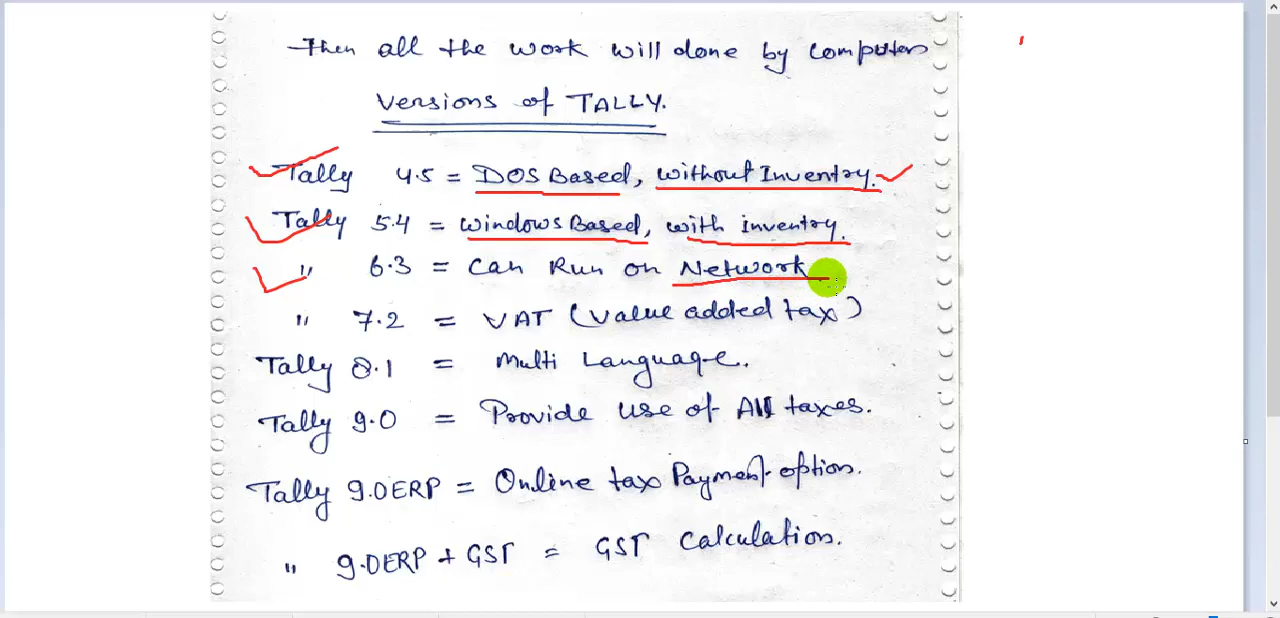 Then all the work will done by computers
Versions of TALLY.
Tally 4.5 = DOS Based, without Inventry.
Tally 5.4 = Windows Based, with inventry.
" 6.3 = Can Run on Network
" 7.2 = VAT (Value added tax)
Tally 8.1 = Multi Language.
Tally 9.0 = Provide use of All taxes.
Tally 9.0ERP = Online tax Payment option.
" 9.0ERP + GST = GST Calculation.